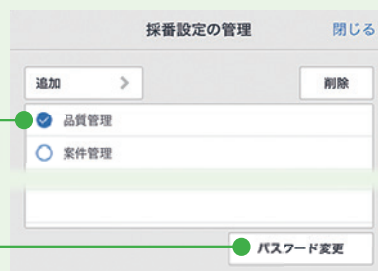 採番設定の管理 閉じる
追加 削除
品質管理
案件管理
パスワード変更